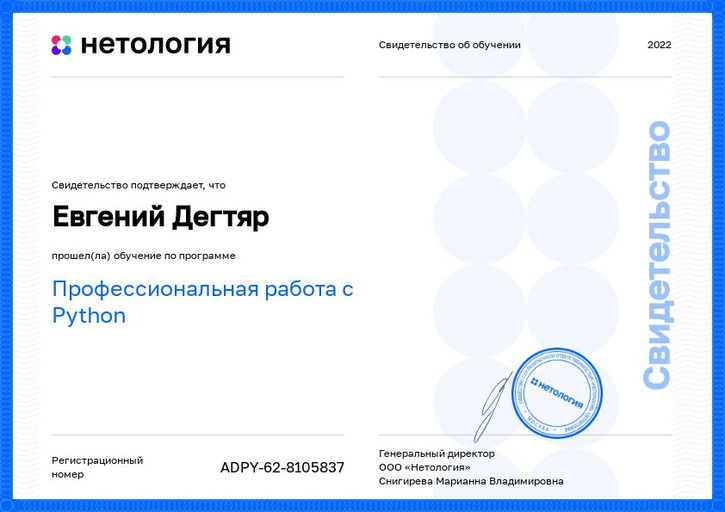 нетология
Свидетельство об обучении
2022
Свидетельство подтверждает, что
Евгений Дегтяр
прошел(ла) обучение по программе
Профессиональная работа с
Python
Свидетельство
нетология
МОСКВА
Регистрационный
номер
ADPY-62-8105837
Генеральный директор
ООО «Нетология»
Снигирева Марианна Владимировна